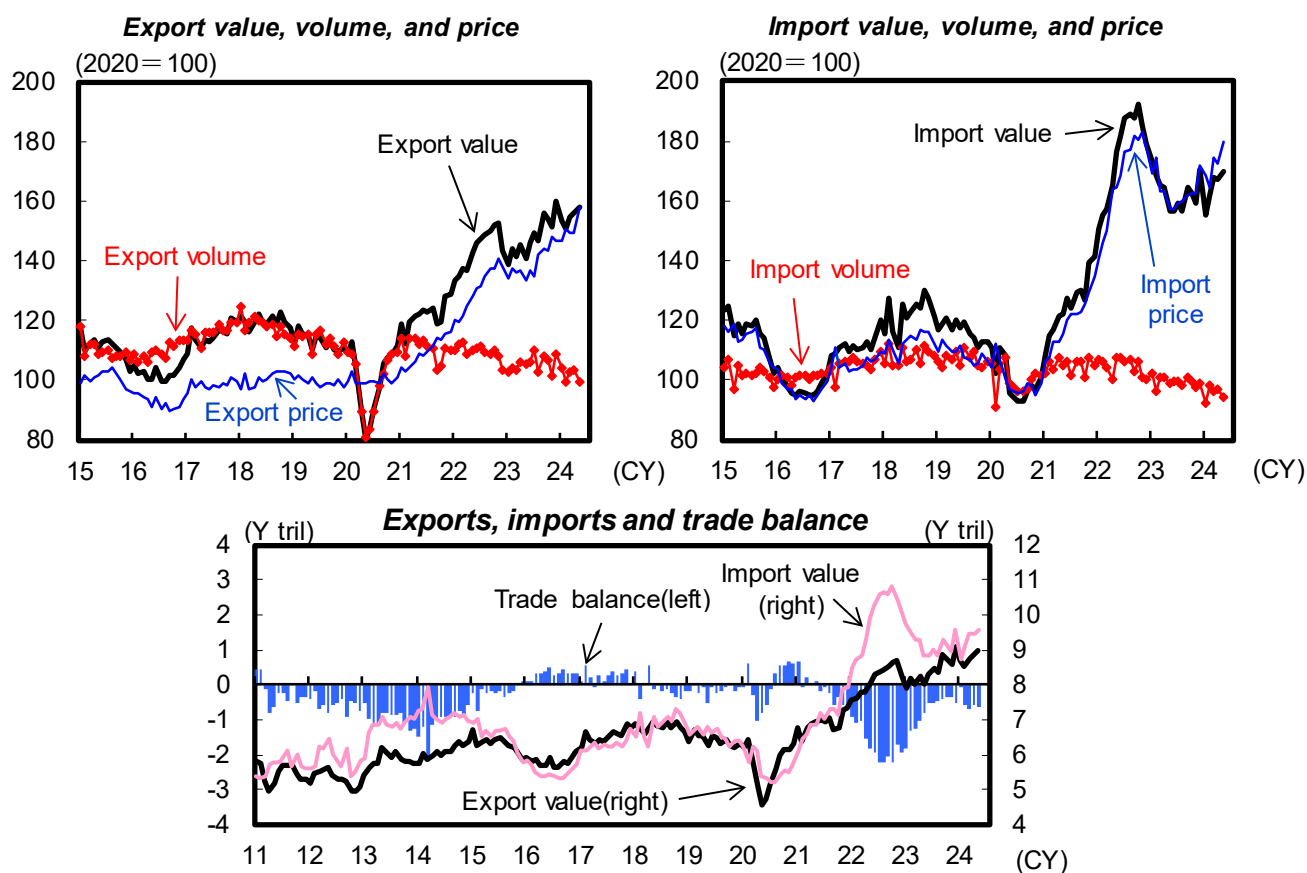 Export value, volume, and price
(2020＝100)
200
180
160
140
120
100
80
Export value
Export volume
Export price
15 16 17 18 19 20 21 22 23 24 (CY)
Import value, volume, and price
(2020＝100)
200
180
160
140
120
100
80
Import value
Import volume
Import
price
15 16 17 18 19 20 21 22 23 24 (CY)
Exports, imports and trade balance
(Y tril)
(Y tril)
4
3
2
1
0
-1
-2
-3
-4
Trade balance(left)
Import value
(right)
Export value(right)
12
11
10
9
8
7
6
5
4
11 12 13 14 15 16 17 18 19 20 21 22 23 24 (CY)